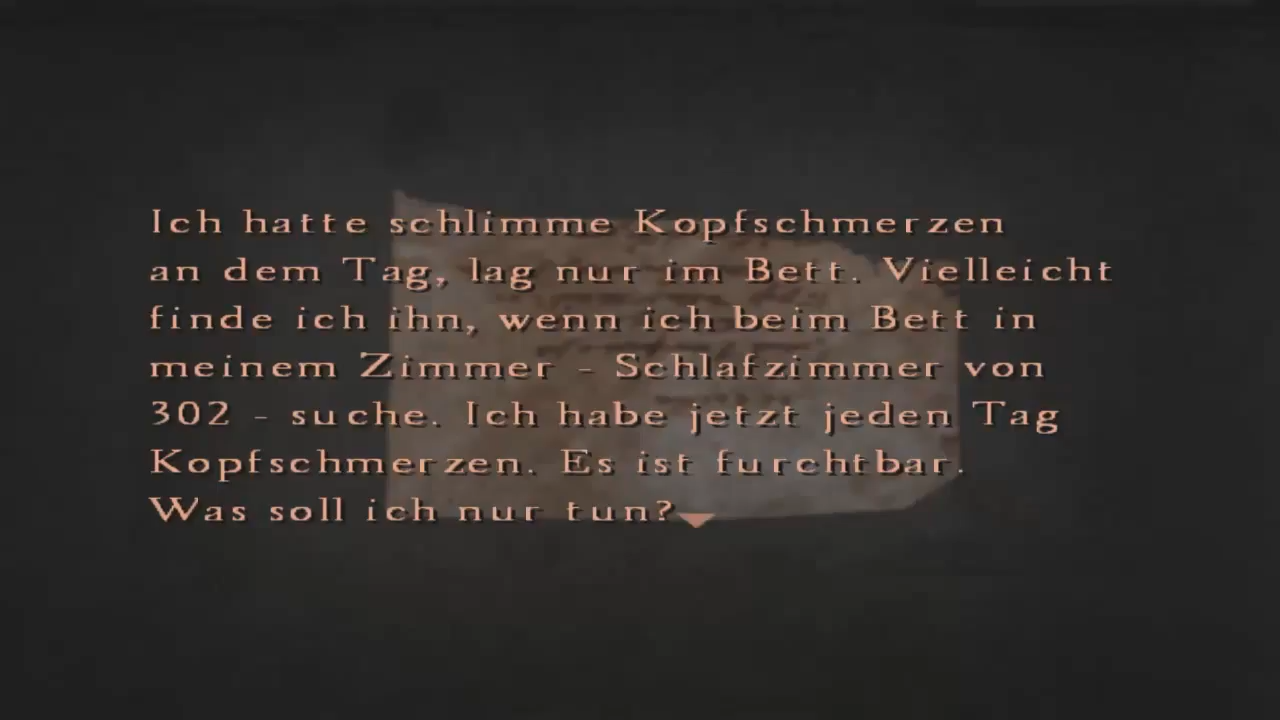 Ich hatte schlimme Kopfschmerzen
an dem Tag, lag nur im Bett. Vielleicht
finde ich ihn, wenn ich beim Bett in
meinem Zimmer - Schlafzimmer von
302 - suche. Ich habe jetzt jeden Tag
Kopfschmerzen. Es ist furchtbar.
Was soll ich nur tun?